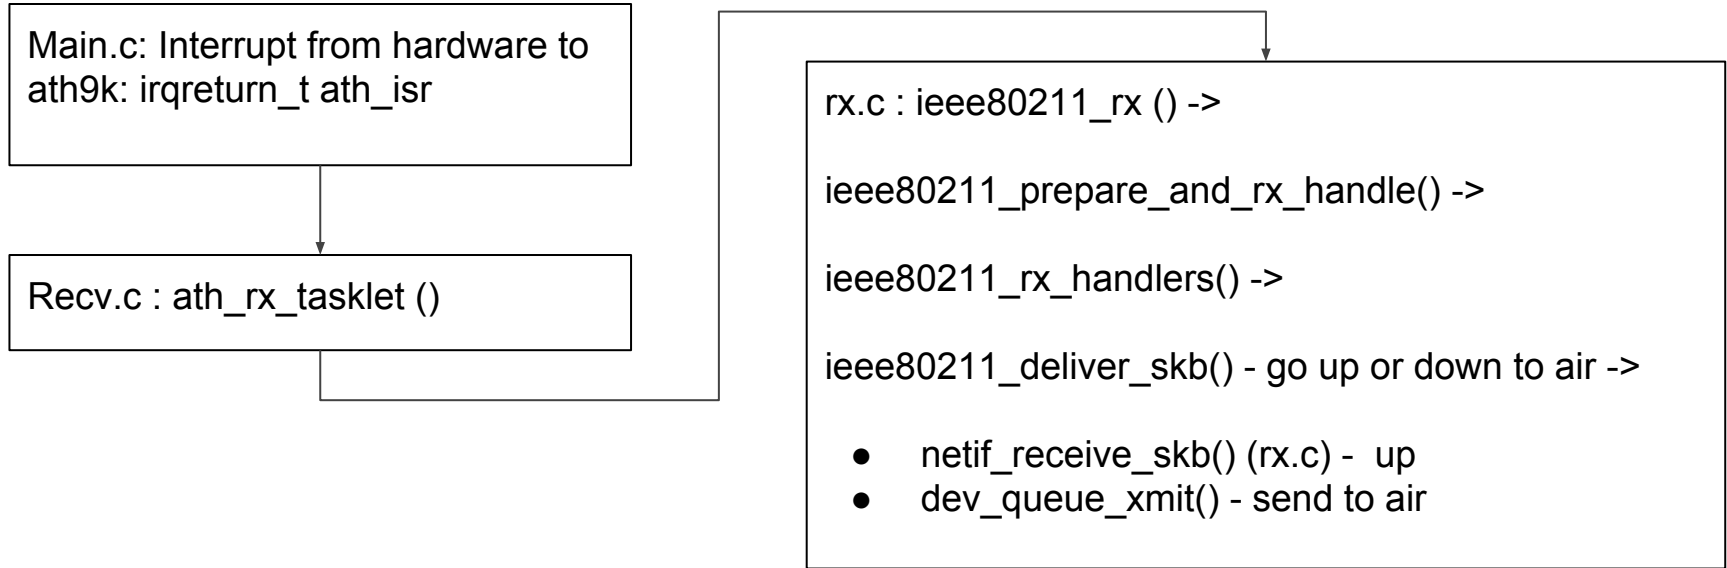 Main.c: Interrupt from hardware to
ath9k: irqreturn_t ath_isr
Recv.c : ath_rx_tasklet ()
rx.c : ieee80211_rx () ->
ieee80211_prepare_and_rx_handle() ->
ieee80211_rx_handlers() ->
ieee80211_deliver_skb() - go up or down to air ->
● netif_receive_skb() (rx.c) - up
● dev_queue_xmit() - send to air